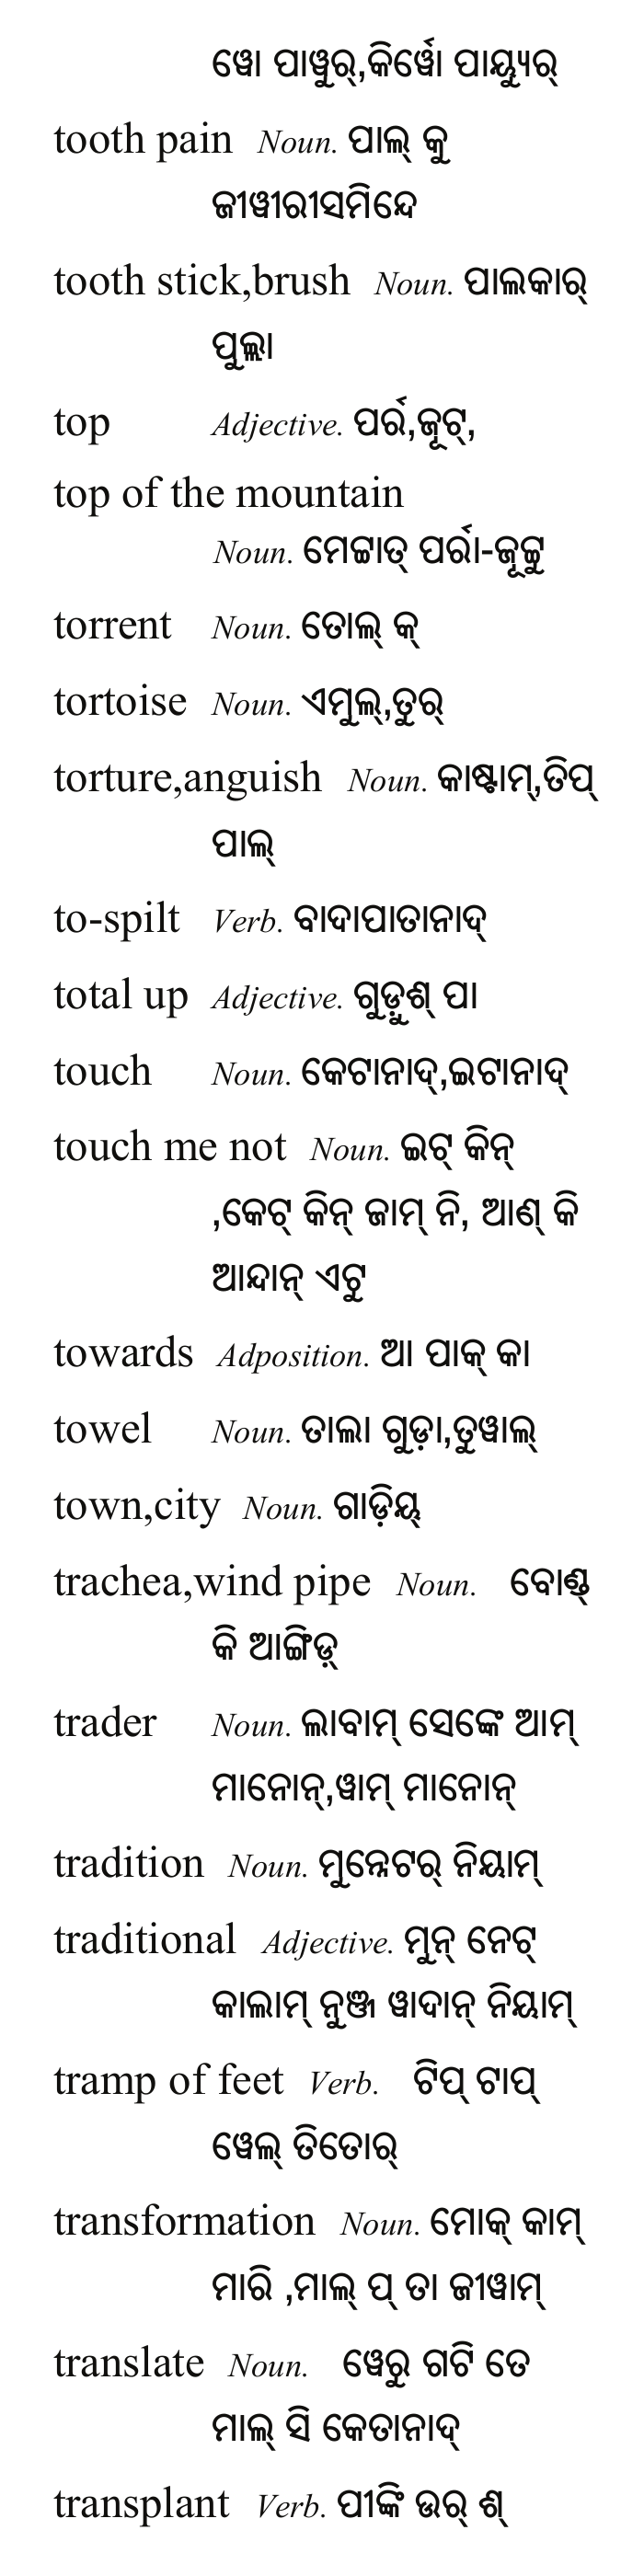 ୱୋ ପାୱୁର୍,କିର୍ୱୋ ପାୟ୍ୟୁର୍
tooth pain Noun. ପାଲ୍ କୁ
ଜୀୱୀରୀସମିନ୍ଦେ
tooth stick,brush Noun. ପାଲକାର୍
ପୁଲ୍ଲା
top Adjective. ପର୍ର,ଜୂଟ୍,
top of the mountain
Noun. ମେଟ୍ଟାତ୍ ପର୍ରା-ଜୂଟ୍ଟୁ
torrent Noun. ତୋଲ୍ କ୍
tortoise Noun. ଏମୁଲ୍,ତୁର୍
torture,anguish Noun. କାଷ୍ଟାମ୍,ତିପ୍
ପାଲ୍
to-spilt Verb. ବାଦାପାତାନାଦ୍
total up Adjective. ଗୁଡ଼ୁଶ୍ ପା
touch Noun. କେଟାନାଦ୍,ଇଟାନାଦ୍
touch me not Noun. ଇଟ୍ କିନ୍
,କେଟ୍ କିନ୍ ଜାମ୍ ନି, ଆଣ୍ କି
ଆନ୍ଦାନ୍ ଏଟୁ
towards Adposition. ଆ ପାକ୍ କା
towel Noun. ତାଲା ଗୁଡ଼ା,ତୁୱାଲ୍
town,city Noun. ଗାଡ଼ିୟ୍
trachea,wind pipe Noun. ବୋଣ୍ଡ୍
କି ଆଙ୍ଗିଡ଼୍
trader Noun. ଲାବାମ୍ ସେଙ୍କେ ଆମ୍
ମାନୋନ୍,ୱାମ୍ ମାନୋନ୍
tradition Noun. ମୁନ୍ନେଟର୍ ନିୟାମ୍
traditional Adjective. ମୁନ୍ ନେଟ୍
କାଲାମ୍ ନୁଞ୍ଜ ୱାଦାନ୍ ନିୟାମ୍
tramp of feet Verb. ଟିପ୍ ଟାପ୍
ୱେଲ୍ ତିତୋର୍
transformation Noun. ମୋକ୍ କାମ୍
ମାରି ,ମାଲ୍ ପ୍ ତା ଜୀୱାମ୍
translate Noun. ୱେରୁ ଗଟି ତେ
ମାଲ୍ ସି କେତାନାଦ୍
transplant Verb. ପୀଙ୍କି ଉର୍ ଶ୍